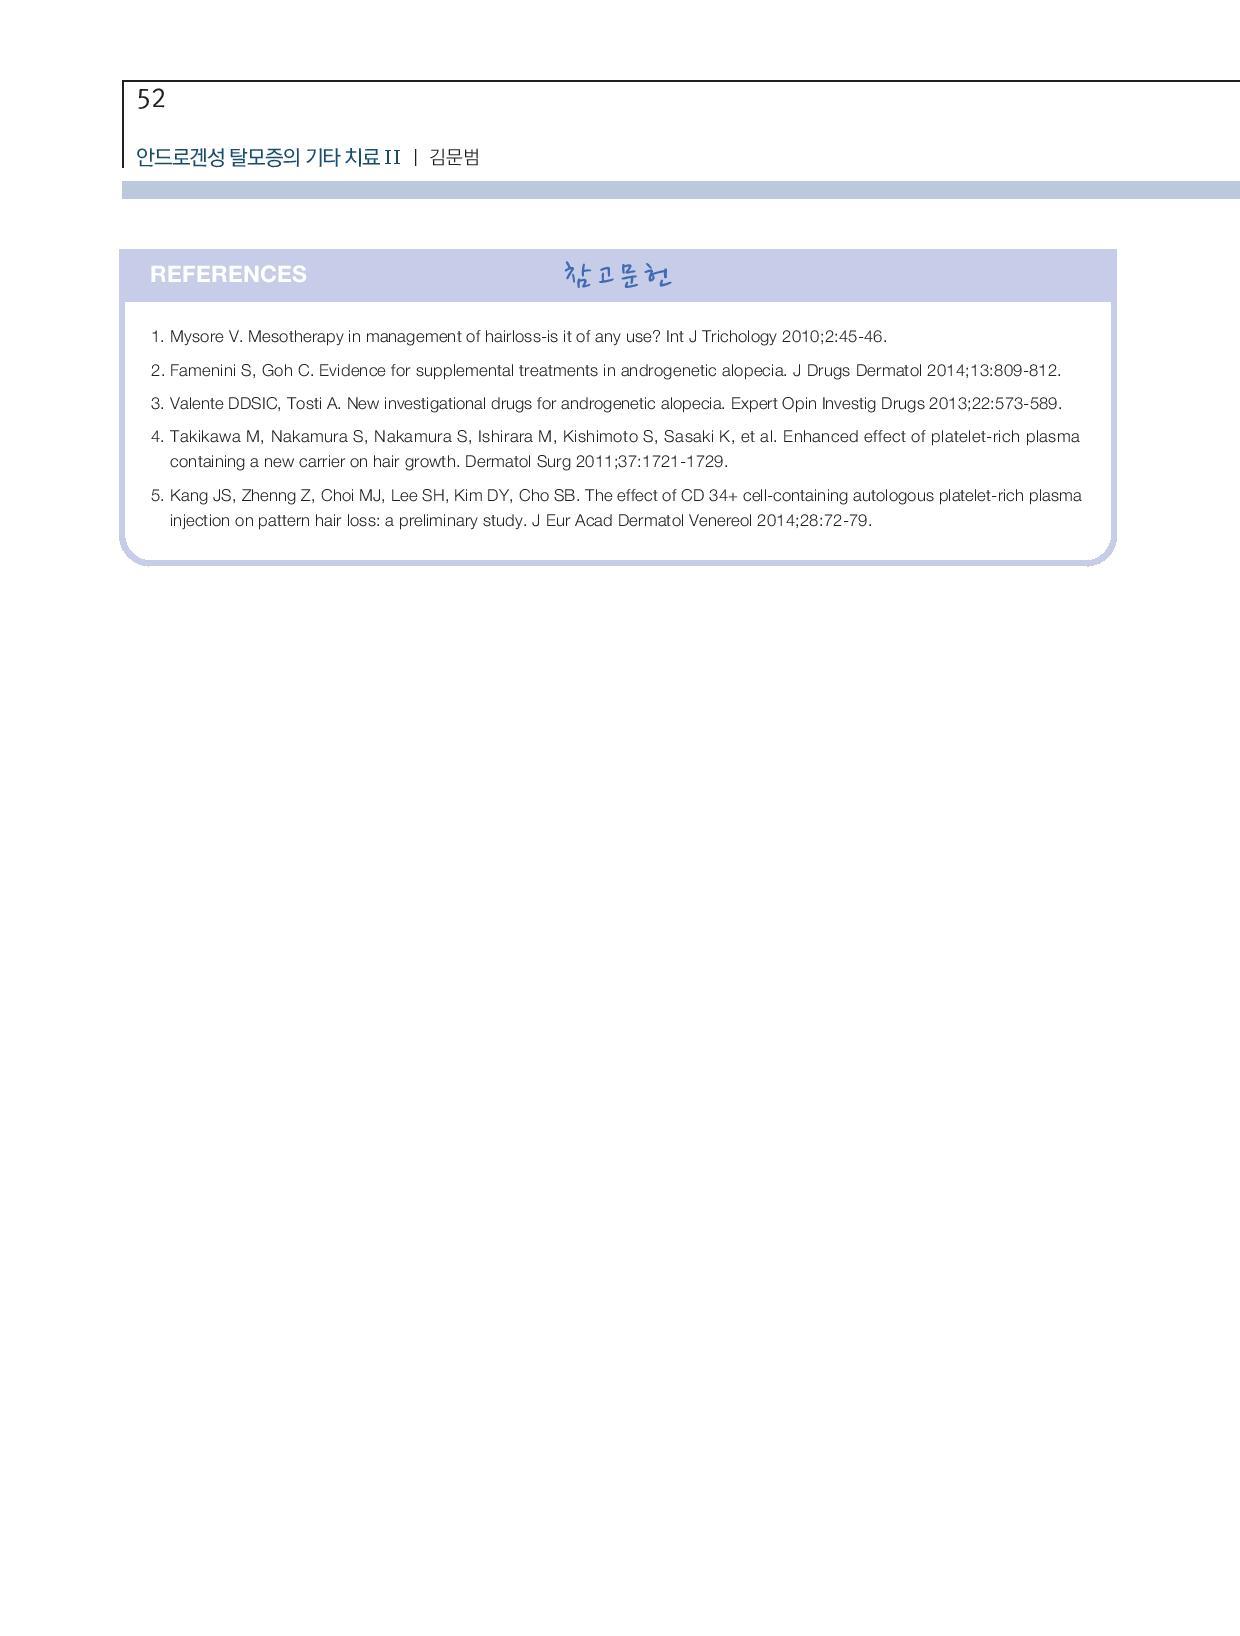 52
안드로겐성 탈모증의 기타 치료 II | 김문범
REFERENCES 참고문헌
1. Mysore V. Mesotherapy in management of hairloss-is it of any use? Int J Trichology 2010;2:45-46.
2. Famenini S, Goh C. Evidence for supplemental treatments in androgenetic alopecia. J Drugs Dermatol 2014;13:809-812.
3. Valente DDSIC, Tosti A. New investigational drugs for androgenetic alopecia. Expert Opin Investig Drugs 2013;22:573-589.
4. Takikawa M, Nakamura S, Nakamura S, Ishirara M, Kishimoto S, Sasaki K, et al. Enhanced effect of platelet-rich plasma
containing a new carrier on hair growth. Dermatol Surg 2011;37:1721-1729.
5. Kang JS, Zhenng Z, Choi MJ, Lee SH, Kim DY, Cho SB. The effect of CD 34+ cell-containing autologous platelet-rich plasma
injection on pattern hair loss: a preliminary study. J Eur Acad Dermatol Venereol 2014;28:72-79.